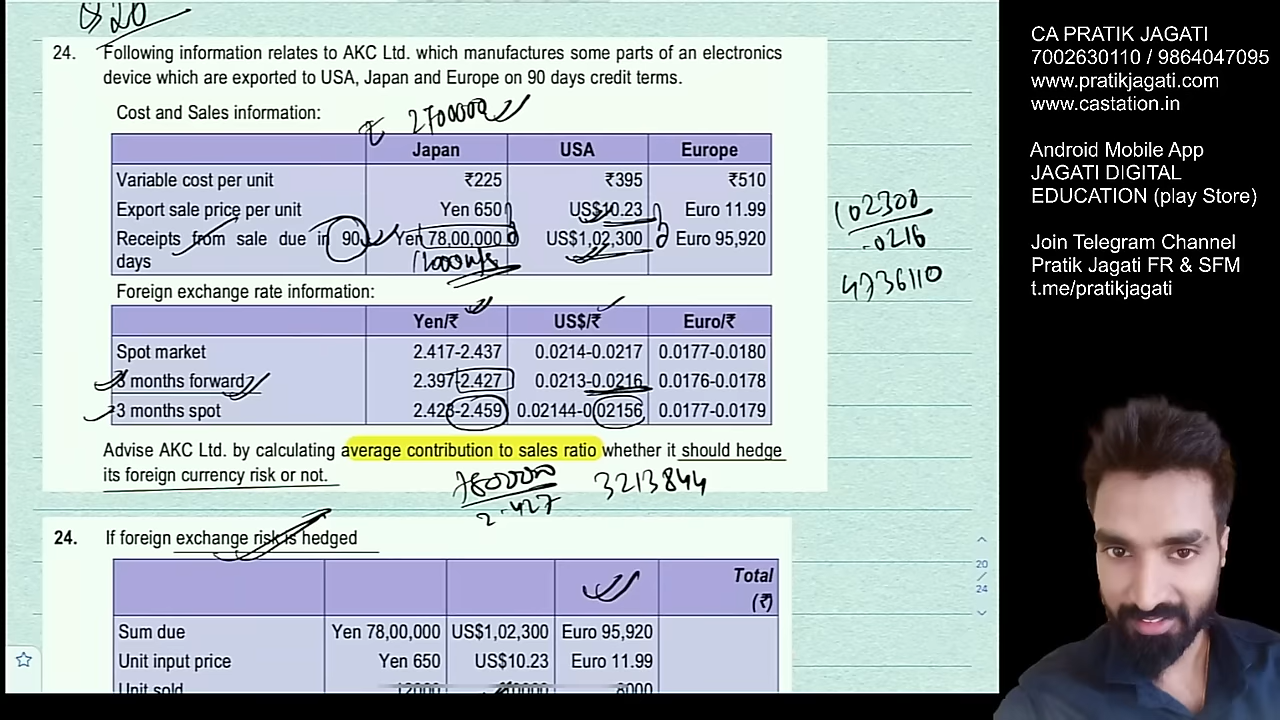 Q 20
24. Following information relates to AKC Ltd. which manufactures some parts of an electronics
device which are exported to USA, Japan and Europe on 90 days credit terms.
Cost and Sales information:
₹ 2700000
Japan USA Europe
Variable cost per unit ₹225 ₹395 ₹510
Export sale price per unit Yen 650 US$10.23 Euro 11.99
Receipts from sale due in 90 Yen 78,00,000 US$1,02,300 Euro 95,920
days
12000 u/s
Foreign exchange rate information:
Yen/₹ US$/₹ Euro/₹
Spot market 2.417-2.437 0.0214-0.0217 0.0177-0.0180
3 months forward 2.397-2.427 0.0213-0.0216 0.0176-0.0178
3 months spot 2.423-2.459 0.02144-0.02156 0.0177-0.0179
Advise AKC Ltd. by calculating average contribution to sales ratio whether it should hedge
its foreign currency risk or not.
7800000
2.427
3213844
102300
.0216
4736110
24. If foreign exchange risk is hedged
Total
(₹)
Sum due Yen 78,00,000 US$1,02,300 Euro 95,920
Unit input price Yen 650 US$10.23 Euro 11.99
Unit sold 12000 10000 8000
20
/
24
CA PRATIK JAGATI
7002630110 / 9864047095
www.pratikjagati.com
www.castation.in
Android Mobile App
JAGATI DIGITAL
EDUCATION (play Store)
Join Telegram Channel
Pratik Jagati FR & SFM
t.me/pratikjagati